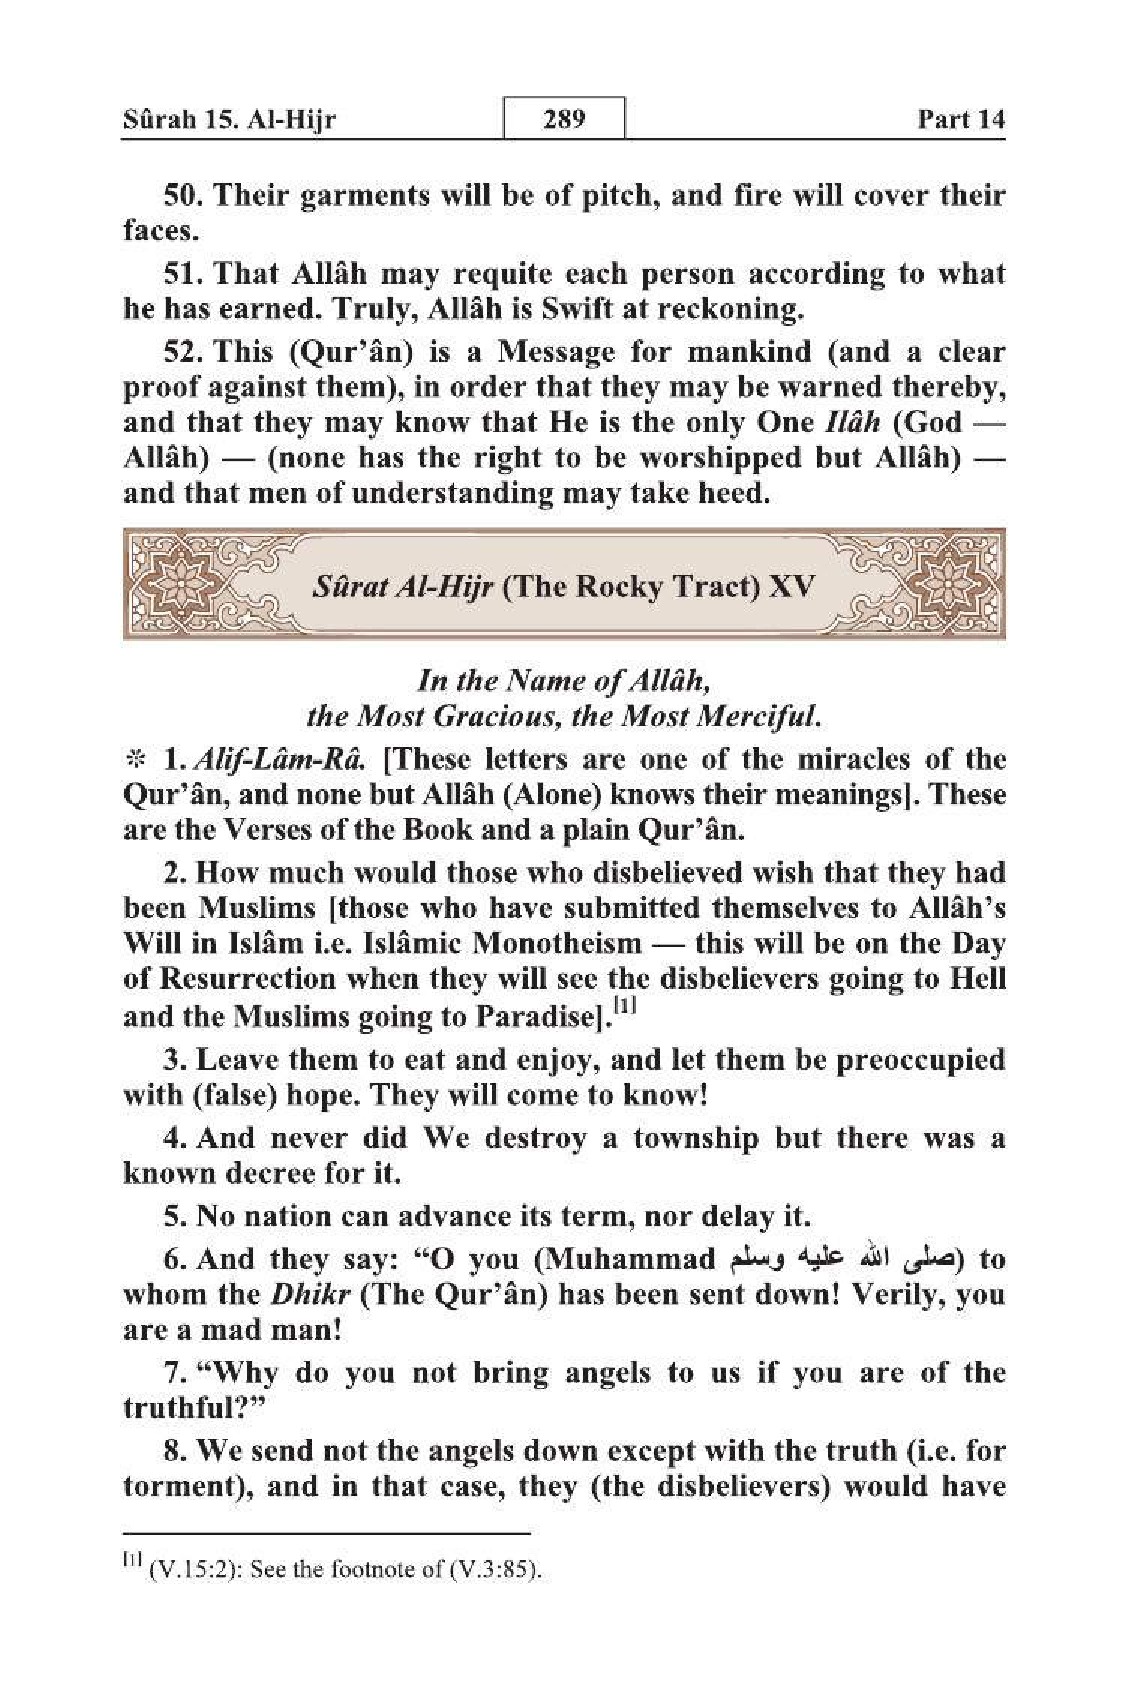 Sûrah 15. Al-Hijr 289 Part 14
50. Their garments will be of pitch, and fire will cover their
faces.
51. That Allâh may requite each person according to what
he has earned. Truly, Allâh is Swift at reckoning.
52. This (Qur’ân) is a Message for mankind (and a clear
proof against them), in order that they may be warned thereby,
and that they may know that He is the only One Ilâh (God —
Allâh) — (none has the right to be worshipped but Allâh) —
and that men of understanding may take heed.
Sûrat Al-Hijr (The Rocky Tract) XV
In the Name of Allâh,
the Most Gracious, the Most Merciful.
❊ 1. Alif-Lâm-Râ. [These letters are one of the miracles of the
Qur’ân, and none but Allâh (Alone) knows their meanings]. These
are the Verses of the Book and a plain Qur’ân.
2. How much would those who disbelieved wish that they had
been Muslims [those who have submitted themselves to Allâh’s
Will in Islâm i.e. Islâmic Monotheism — this will be on the Day
of Resurrection when they will see the disbelievers going to Hell
and the Muslims going to Paradise].[1]
3. Leave them to eat and enjoy, and let them be preoccupied
with (false) hope. They will come to know!
4. And never did We destroy a township but there was a
known decree for it.
5. No nation can advance its term, nor delay it.
6. And they say: “O you (Muhammad صلى الله عليه وسلم) to
whom the Dhikr (The Qur’ân) has been sent down! Verily, you
are a mad man!
7. “Why do you not bring angels to us if you are of the
truthful?”
8. We send not the angels down except with the truth (i.e. for
torment), and in that case, they (the disbelievers) would have
[1] (V.15:2): See the footnote of (V.3:85).